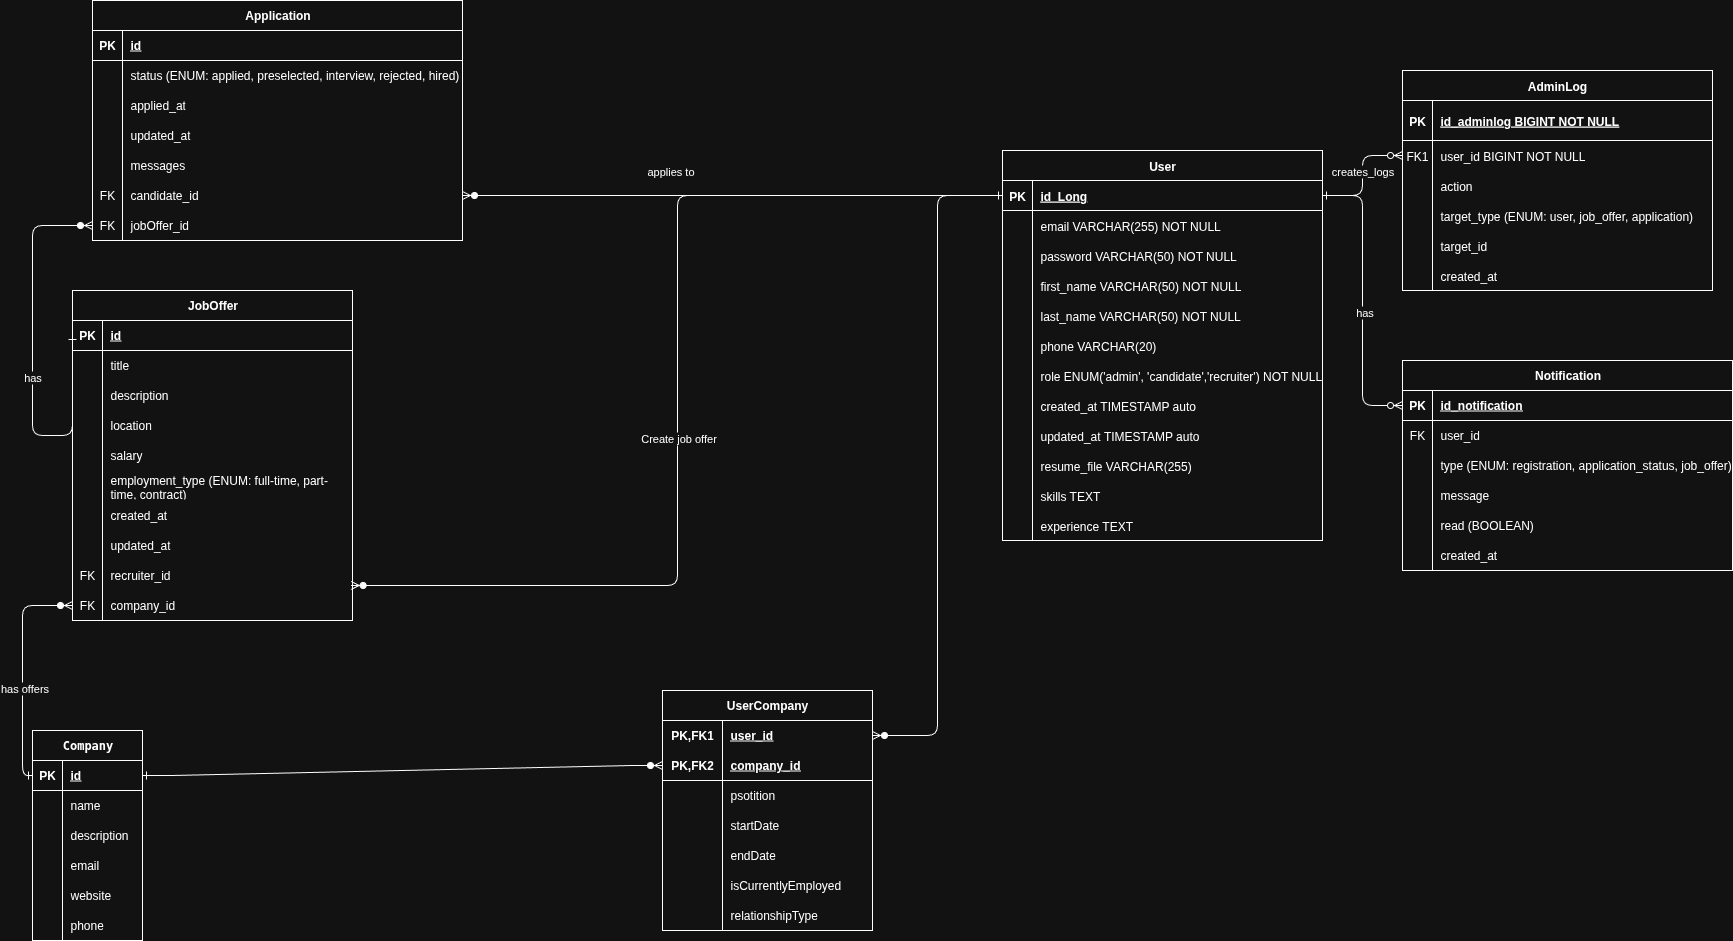 Application
PK id
status (ENUM: applied, preselected, interview, rejected, hired)
applied_at
updated_at
messages
FK candidate_id
FK jobOffer_id
has
JobOffer
PK id
title
description
location
salary
employment_type (ENUM: full-time, part-
time, contract)
created_at
updated_at
FK recruiter_id
FK company_id
has offers
Company
PK id
name
description
email
website
phone
applies to
Create job offer
UserCompany
PK,FK1 user_id
PK,FK2 company_id
psotition
startDate
endDate
isCurrentlyEmployed
relationshipType
User
PK id_Long
email VARCHAR(255) NOT NULL
password VARCHAR(50) NOT NULL
first_name VARCHAR(50) NOT NULL
last_name VARCHAR(50) NOT NULL
phone VARCHAR(20)
role ENUM('admin', 'candidate','recruiter') NOT NULL
created_at TIMESTAMP auto
updated_at TIMESTAMP auto
resume_file VARCHAR(255)
skills TEXT
experience TEXT
creates_logs
has
AdminLog
PK id_adminlog BIGINT NOT NULL
FK1 user_id BIGINT NOT NULL
action
target_type (ENUM: user, job_offer, application)
target_id
created_at
Notification
PK id_notification
FK user_id
type (ENUM: registration, application_status, job_offer)
message
read (BOOLEAN)
created_at